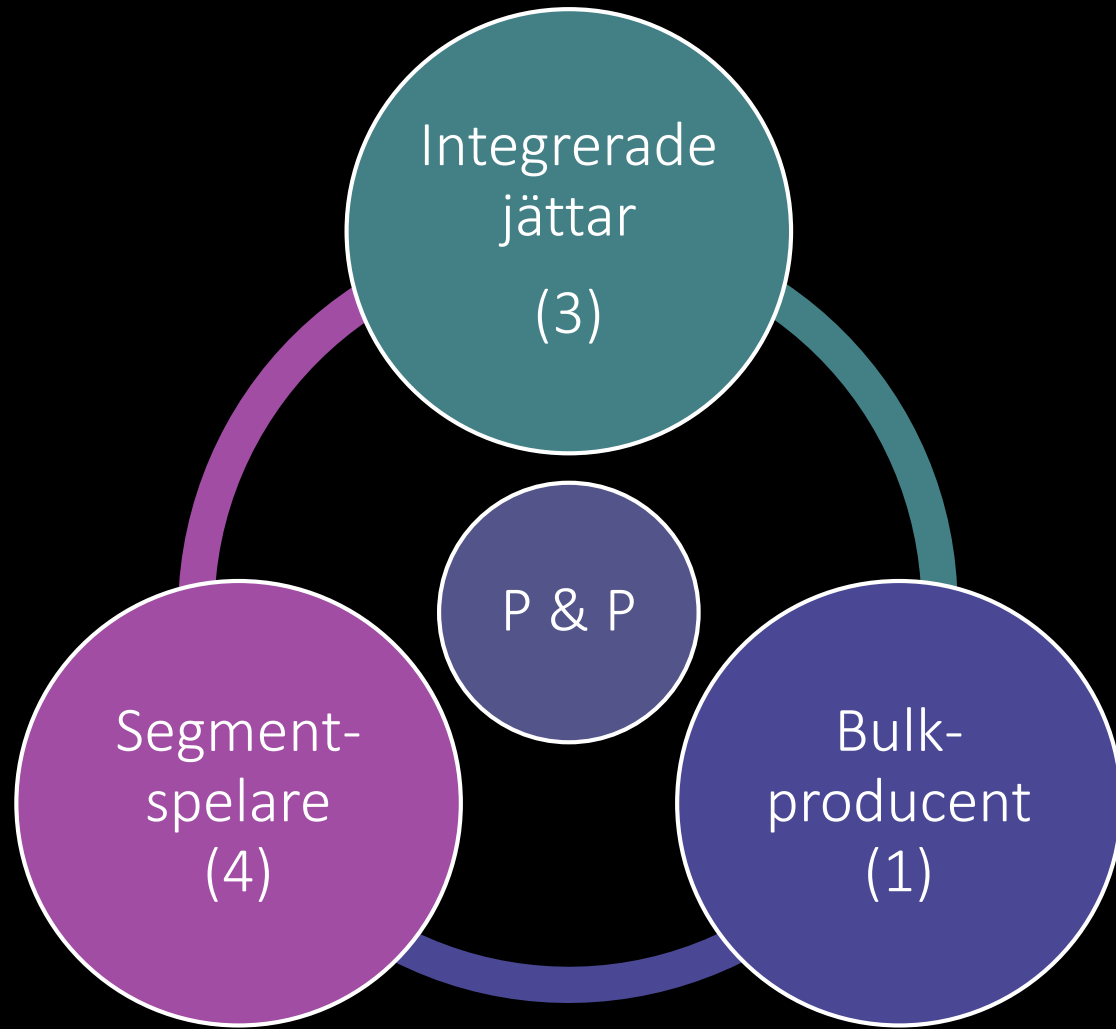 Integrerade
jättar
(3)
P & P
Segment-
spelare
(4)
Bulk-
producent
(1)